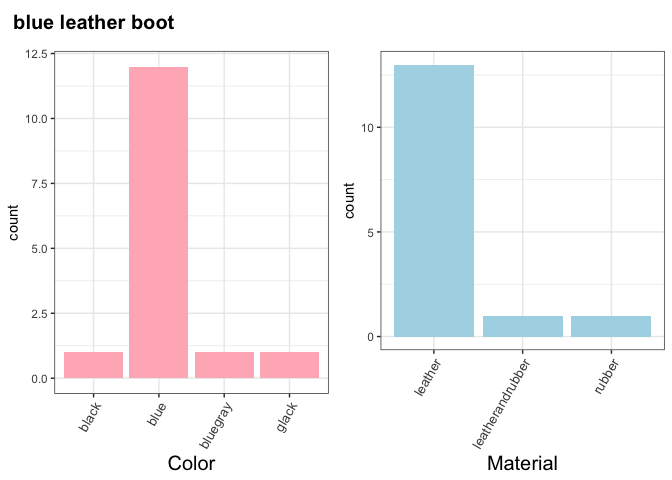 blue leather boot
12.5
10.0
7.5
5.0
2.5
0.0
count
black
blue
bluegray
glack
Color
10
5
0
count
leather
leatherandrubber
rubber
Material